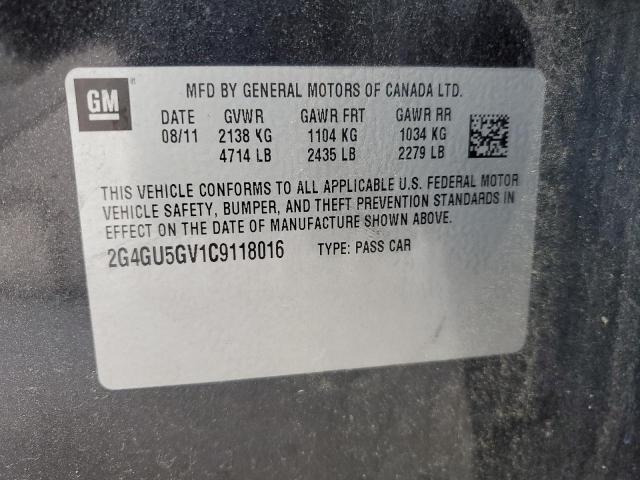 GM
MFD BY GENERAL MOTORS OF CANADA LTD.
DATE GVWR GAWR FRT GAWR RR
08/11 2138 KG 1104 KG 1034 KG
4714 LB 2435 LB 2279 LB
THIS VEHICLE CONFORMS TO ALL APPLICABLE U.S. FEDERAL MOTOR
VEHICLE SAFETY, BUMPER, AND THEFT PREVENTION STANDARDS IN
EFFECT ON THE DATE OF MANUFACTURE SHOWN ABOVE.
2G4GU5GV1C9118016 TYPE: PASS CAR